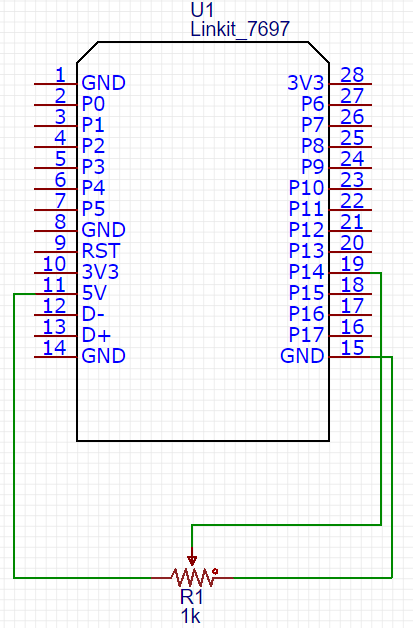 U1
Linkit_7697
1 GND 3V3 28
2 P0 P6 27
3 P1 P7 26
4 P2 P8 25
5 P3 P9 24
6 P4 P10 23
7 P5 P11 22
8 GND P12 21
9 RST P13 20
10 3V3 P14 19
11 5V P15 18
12 D- P16 17
13 D+ P17 16
14 GND GND 15
R1
1k